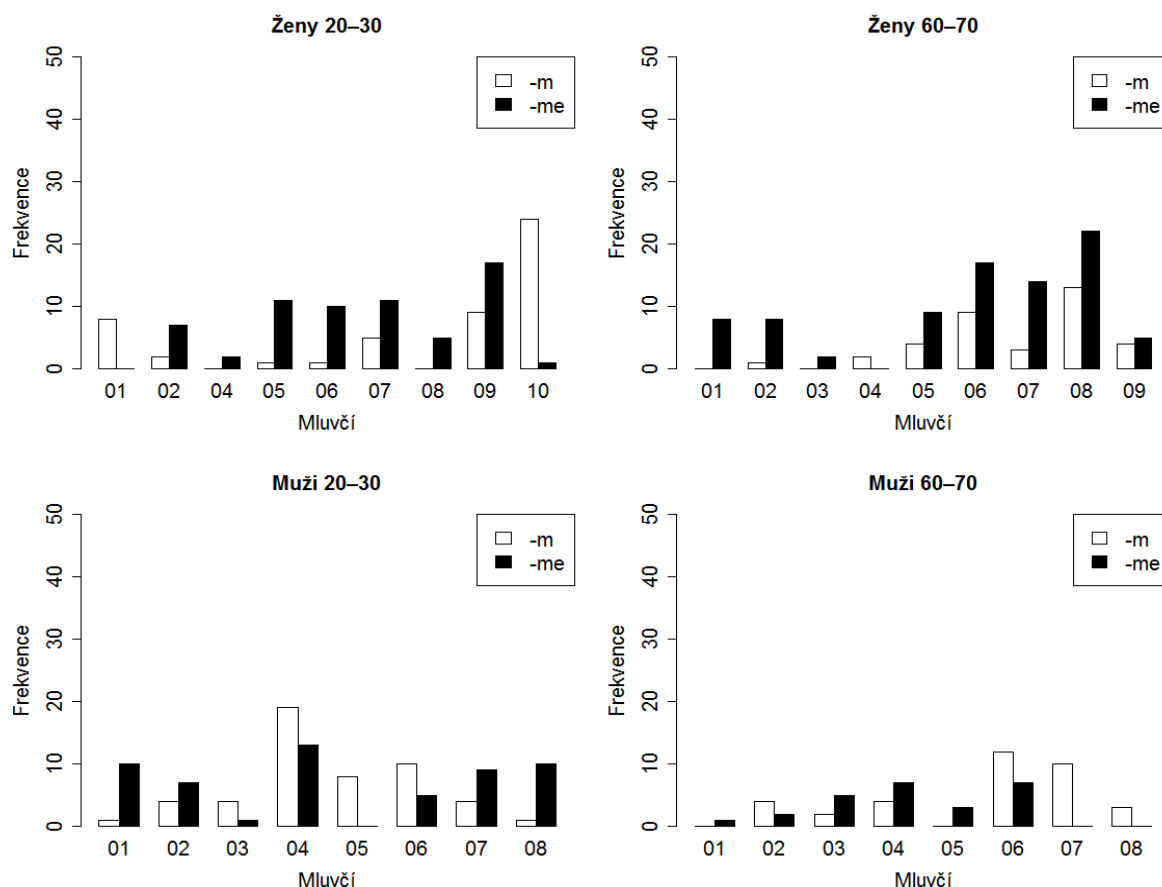 Ženy 20–30
-m
-me
Frekvence
0 10 20 30 40 50
01 02 04 05 06 07 08 09 10
Mluvčí
Ženy 60–70
-m
-me
Frekvence
0 10 20 30 40 50
01 02 03 04 05 06 07 08 09
Mluvčí
Muži 20–30
-m
-me
Frekvence
0 10 20 30 40 50
01 02 03 04 05 06 07 08
Mluvčí
Muži 60–70
-m
-me
Frekvence
0 10 20 30 40 50
01 02 03 04 05 06 07 08
Mluvčí